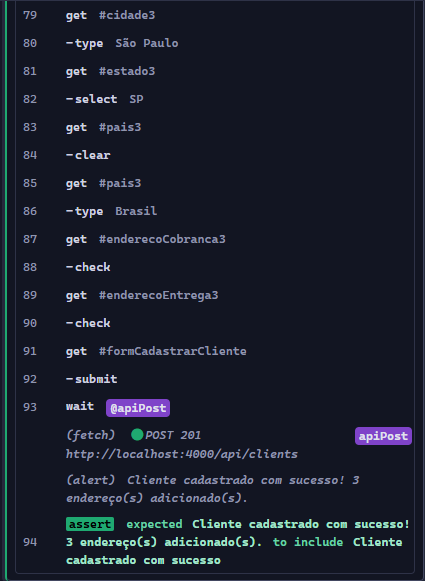 79 get #cidade3
80 -type São Paulo
81 get #estado3
82 -select SP
83 get #pais3
84 -clear
85 get #pais3
86 -type Brasil
87 get #enderecoCobranca3
88 -check
89 get #enderecoEntrega3
90 -check
91 get #formCadastrarCliente
92 -submit
93 wait @apiPost
(fetch) POST 201 apiPost
http://localhost:4000/api/clients
(alert) Cliente cadastrado com sucesso! 3
endereço(s) adicionado(s).
assert expected Cliente cadastrado com sucesso!
94 3 endereço(s) adicionado(s). to include Cliente
cadastrado com sucesso